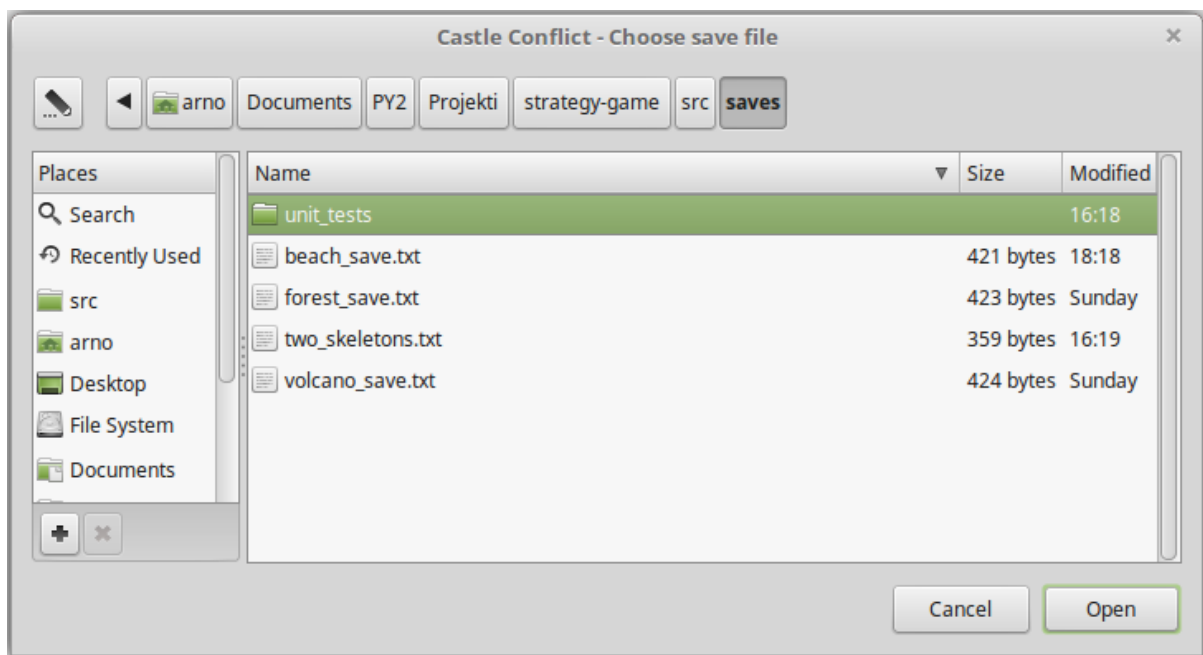 Castle Conflict - Choose save file
arno Documents PY2 Projekti strategy-game src saves
Places
Search
Recently Used
src
arno
Desktop
File System
Documents
Name Size Modified
unit_tests 16:18
beach_save.txt 421 bytes 18:18
forest_save.txt 423 bytes Sunday
two_skeletons.txt 359 bytes 16:19
volcano_save.txt 424 bytes Sunday
Cancel Open